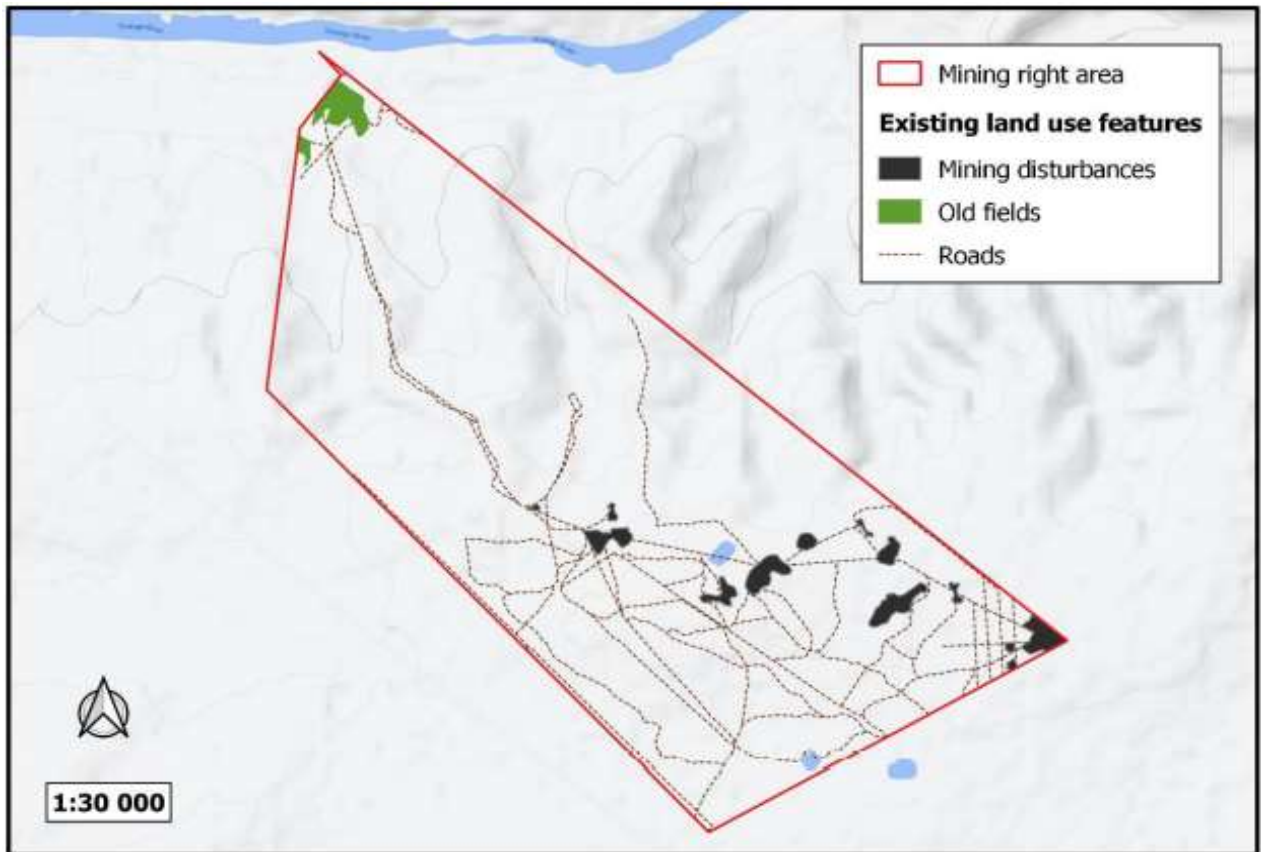 Mining right area
Existing land use features
Mining disturbances
Old fields
Roads
1:30 000